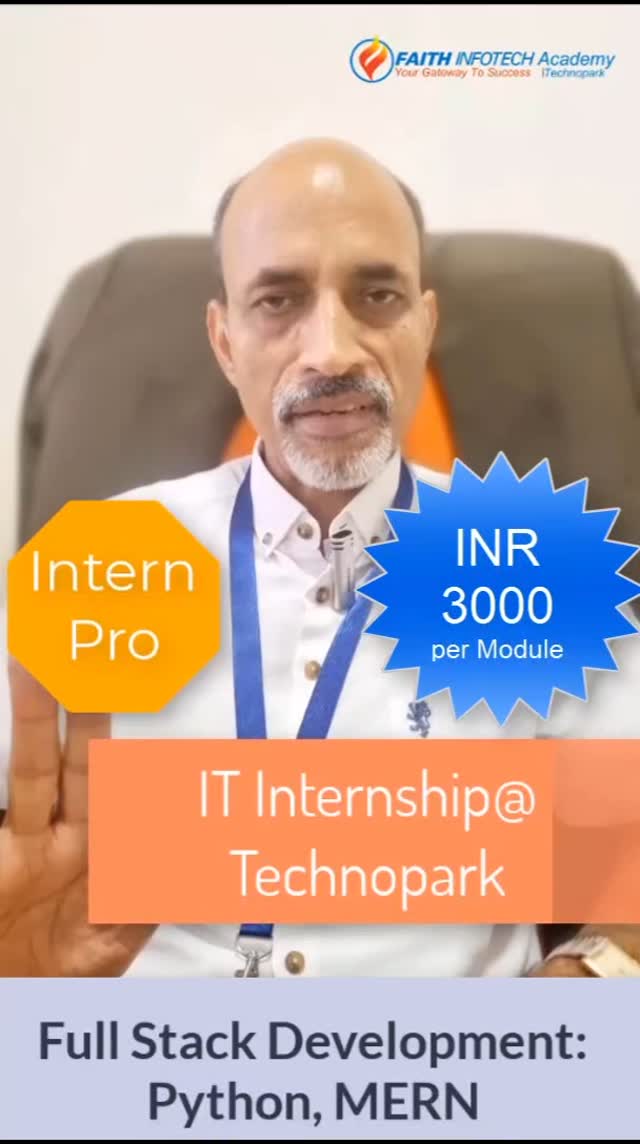 FAITH INFOTECH Academy
Your Gateway To Success |Technopark
Intern
Pro
INR
3000
per Module
IT Internship@
Technopark
Full Stack Development:
Python, MERN